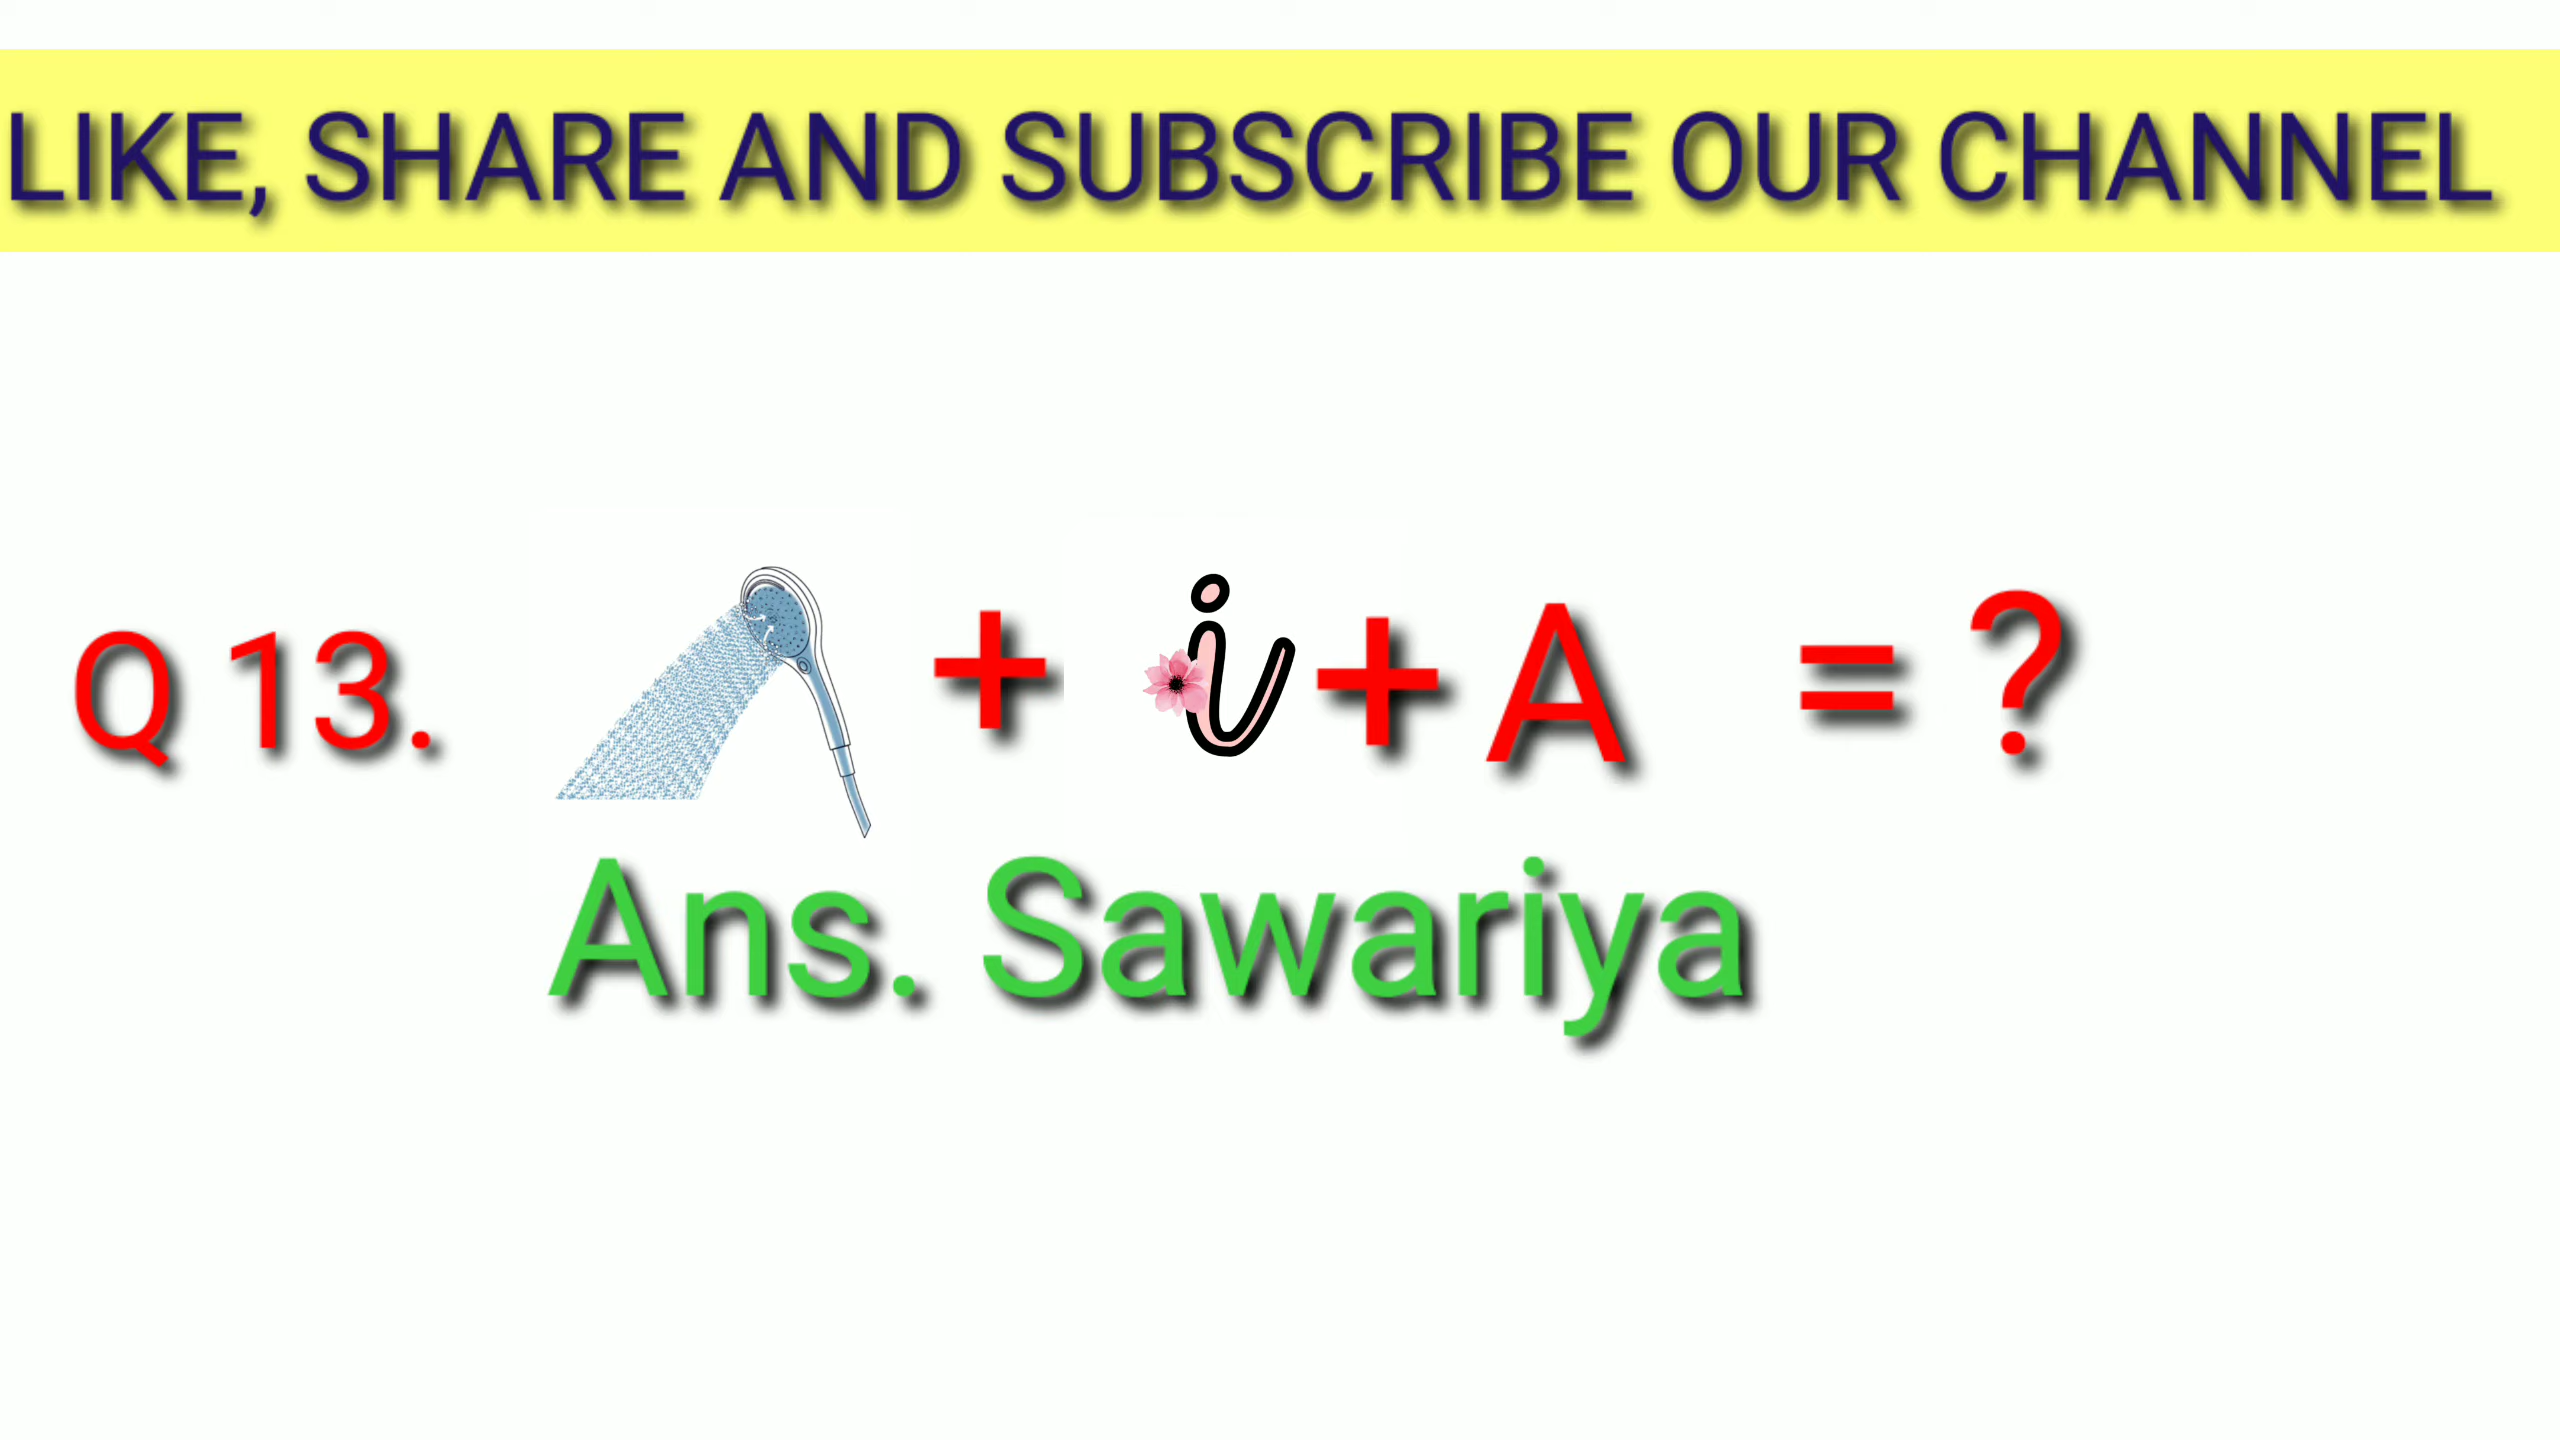 LIKE, SHARE AND SUBSCRIBE OUR CHANNEL
Q 13. + i + A = ?
Ans. Sawariya